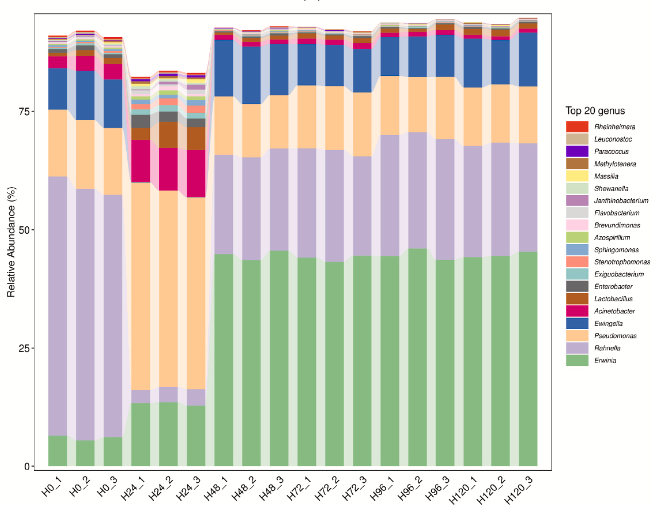 Relative Abundance (%)
75
50
25
0
H0_1
H0_2
H0_3
H24_1
H24_2
H24_3
H48_1
H48_2
H48_3
H72_1
H72_2
H72_3
H96_1
H96_2
H96_3
H120_1
H120_2
H120_3
Top 20 genus
Rheinheimera
Leuconostoc
Paracoccus
Methylotenera
Massilia
Shewanella
Janthinobacterium
Flavobacterium
Brevundimonas
Azospirillum
Sphingomonas
Stenotrophomonas
Exiguobacterium
Enterobacter
Lactobacillus
Acinetobacter
Ewingella
Pseudomonas
Rahnella
Erwinia